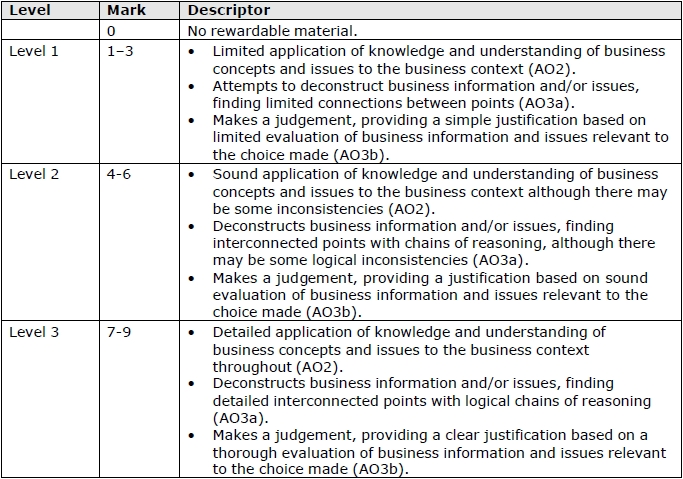 Level Mark Descriptor
0 No rewardable material.
Level 1 1–3 • Limited application of knowledge and understanding of business
concepts and issues to the business context (AO2).
• Attempts to deconstruct business information and/or issues,
finding limited connections between points (AO3a).
• Makes a judgement, providing a simple justification based on
limited evaluation of business information and issues relevant to
the choice made (AO3b).
Level 2 4-6 • Sound application of knowledge and understanding of business
concepts and issues to the business context although there may
be some inconsistencies (AO2).
• Deconstructs business information and/or issues, finding
interconnected points with chains of reasoning, although there
may be some logical inconsistencies (AO3a).
• Makes a judgement, providing a justification based on sound
evaluation of business information and issues relevant to the
choice made (AO3b).
Level 3 7-9 • Detailed application of knowledge and understanding of
business concepts and issues to the business context
throughout (AO2).
• Deconstructs business information and/or issues, finding
detailed interconnected points with logical chains of reasoning
(AO3a).
• Makes a judgement, providing a clear justification based on a
thorough evaluation of business information and issues relevant
to the choice made (AO3b).